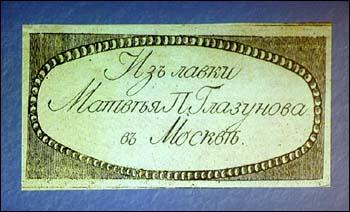 Изъ лавки
Матвѣя П. Глазунова
въ Москвѣ.